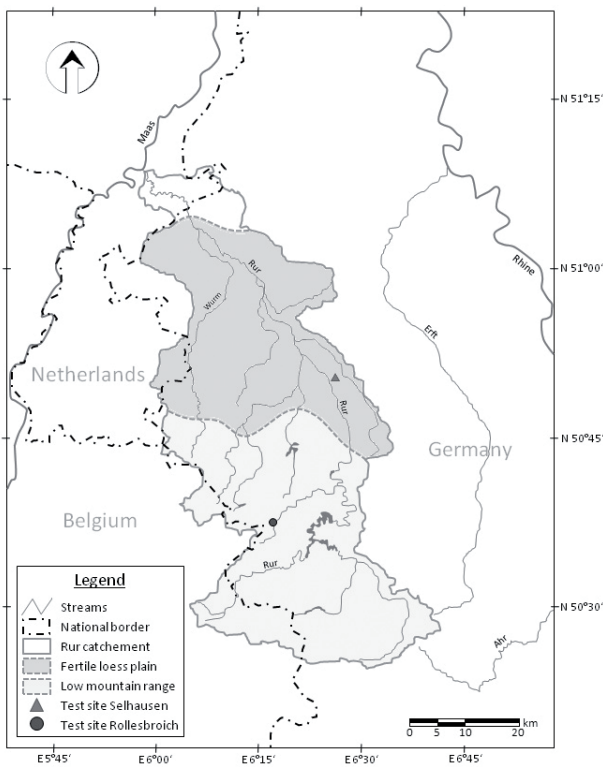 N 51°15'
Maas
N 51°00'
Rur
Rhine
Wurm
Erft
Netherlands
Rur
N 50°45'
Germany
Belgium
Rur
Legend
Streams
National border
Rur catchement
Fertile loess plain
Low mountain range
Test site Selhausen
Test site Rollesbroich
N 50°30'
Ahr
km
0 5 10 20
E 5°45' E 6°00' E 6°15' E 6°30' E 6°45'